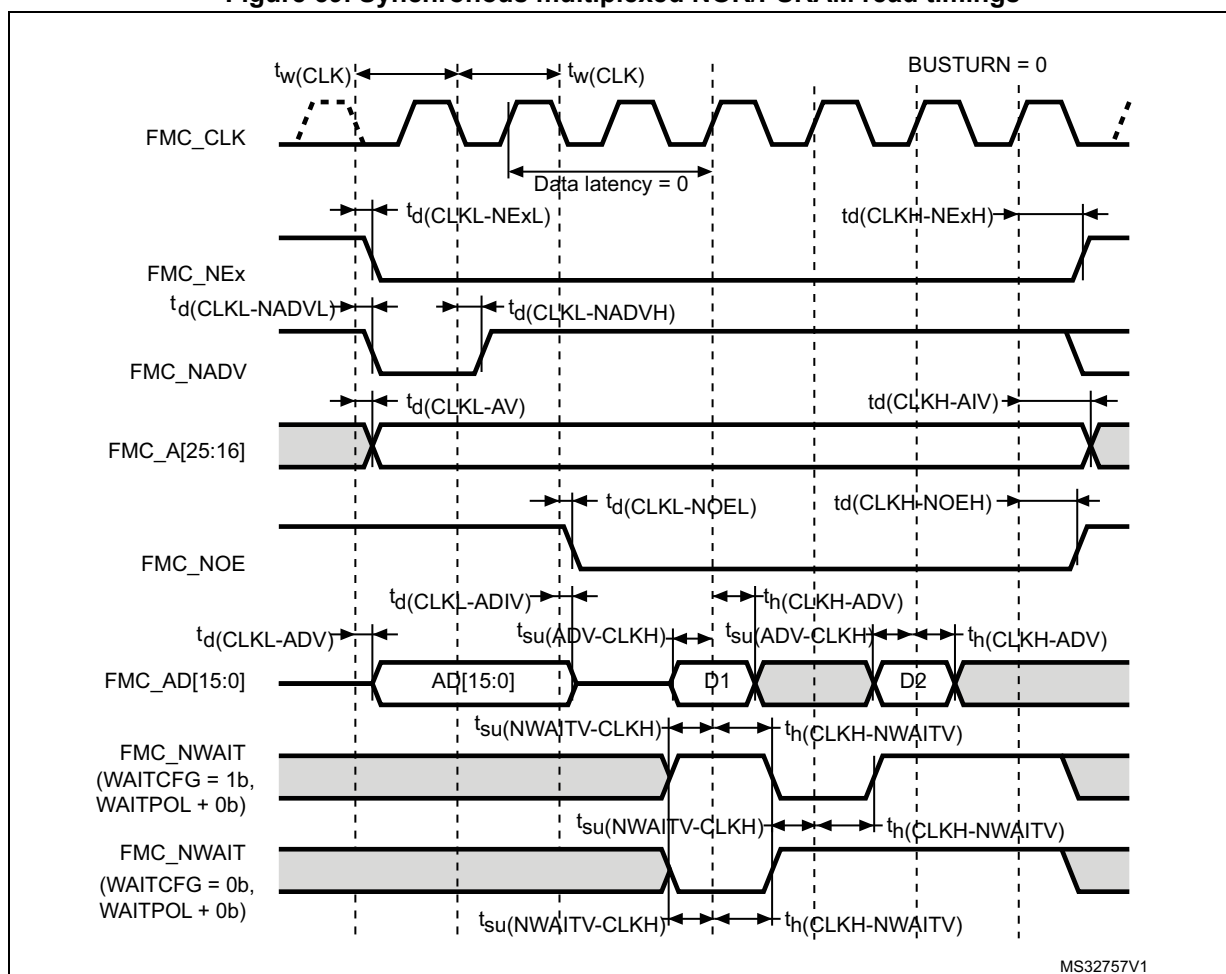 BUSTURN = 0
tw(CLK) tw(CLK)
FMC_CLK
Data latency = 0
td(CLKL-NExL) td(CLKH-NExH)
FMC_NEx
td(CLKL-NADVL) td(CLKL-NADVH)
FMC_NADV
td(CLKL-AV) td(CLKH-AIV)
FMC_A[25:16]
td(CLKL-NOEL) td(CLKH-NOEH)
FMC_NOE
td(CLKL-ADIV) th(CLKH-ADV)
td(CLKL-ADV) tsu(ADV-CLKH) tsu(ADV-CLKH) th(CLKH-ADV)
FMC_AD[15:0] AD[15:0] D1 D2
tsu(NWAITV-CLKH) th(CLKH-NWAITV)
FMC_NWAIT
(WAITCFG = 1b,
WAITPOL + 0b)
tsu(NWAITV-CLKH) th(CLKH-NWAITV)
FMC_NWAIT
(WAITCFG = 0b,
WAITPOL + 0b)
tsu(NWAITV-CLKH) th(CLKH-NWAITV)
MS32757V1